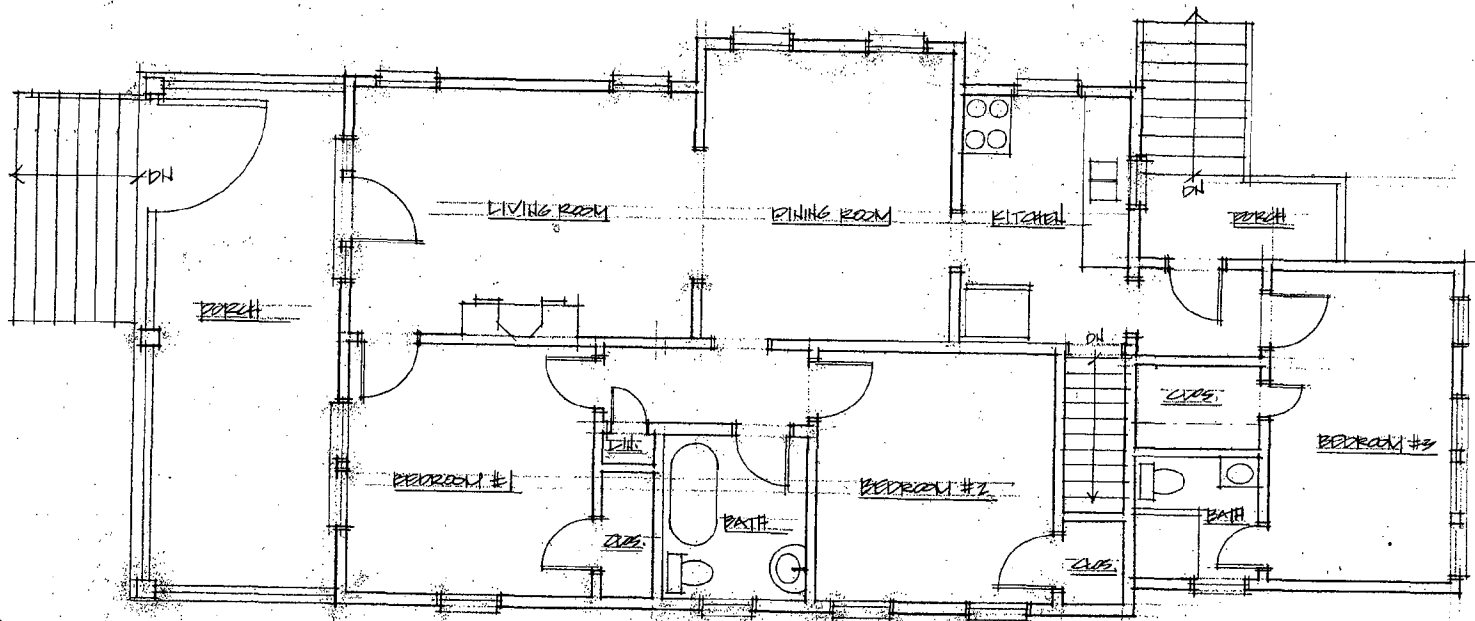 DN
DN
LIVING ROOM
DINING ROOM
KITCHEN
PORCH
PORCH
DN
CLOS.
BEDROOM #3
LIN.
BEDROOM #1
BEDROOM #2
BATH
BATH
CLOS.
CLOS.